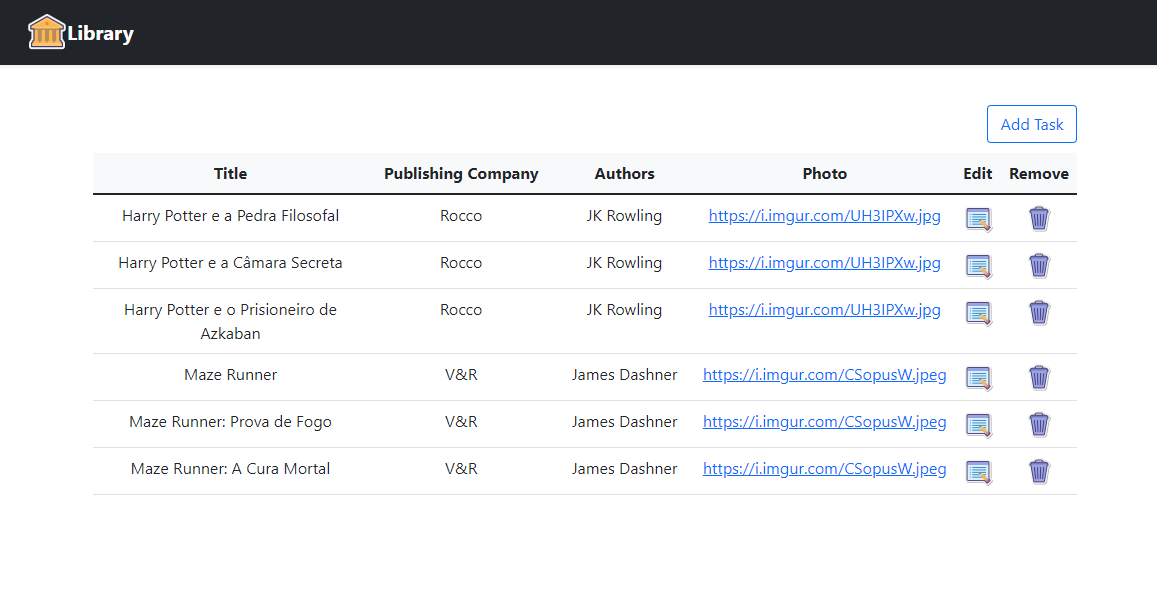 Library
Add Task
Title Publishing Company Authors Photo Edit Remove
Harry Potter e a Pedra Filosofal Rocco JK Rowling https://i.imgur.com/UH3IPXw.jpg
Harry Potter e a Câmara Secreta Rocco JK Rowling https://i.imgur.com/UH3IPXw.jpg
Harry Potter e o Prisioneiro de Rocco JK Rowling https://i.imgur.com/UH3IPXw.jpg
Azkaban
Maze Runner V&R James Dashner https://i.imgur.com/CSopusW.jpeg
Maze Runner: Prova de Fogo V&R James Dashner https://i.imgur.com/CSopusW.jpeg
Maze Runner: A Cura Mortal V&R James Dashner https://i.imgur.com/CSopusW.jpeg